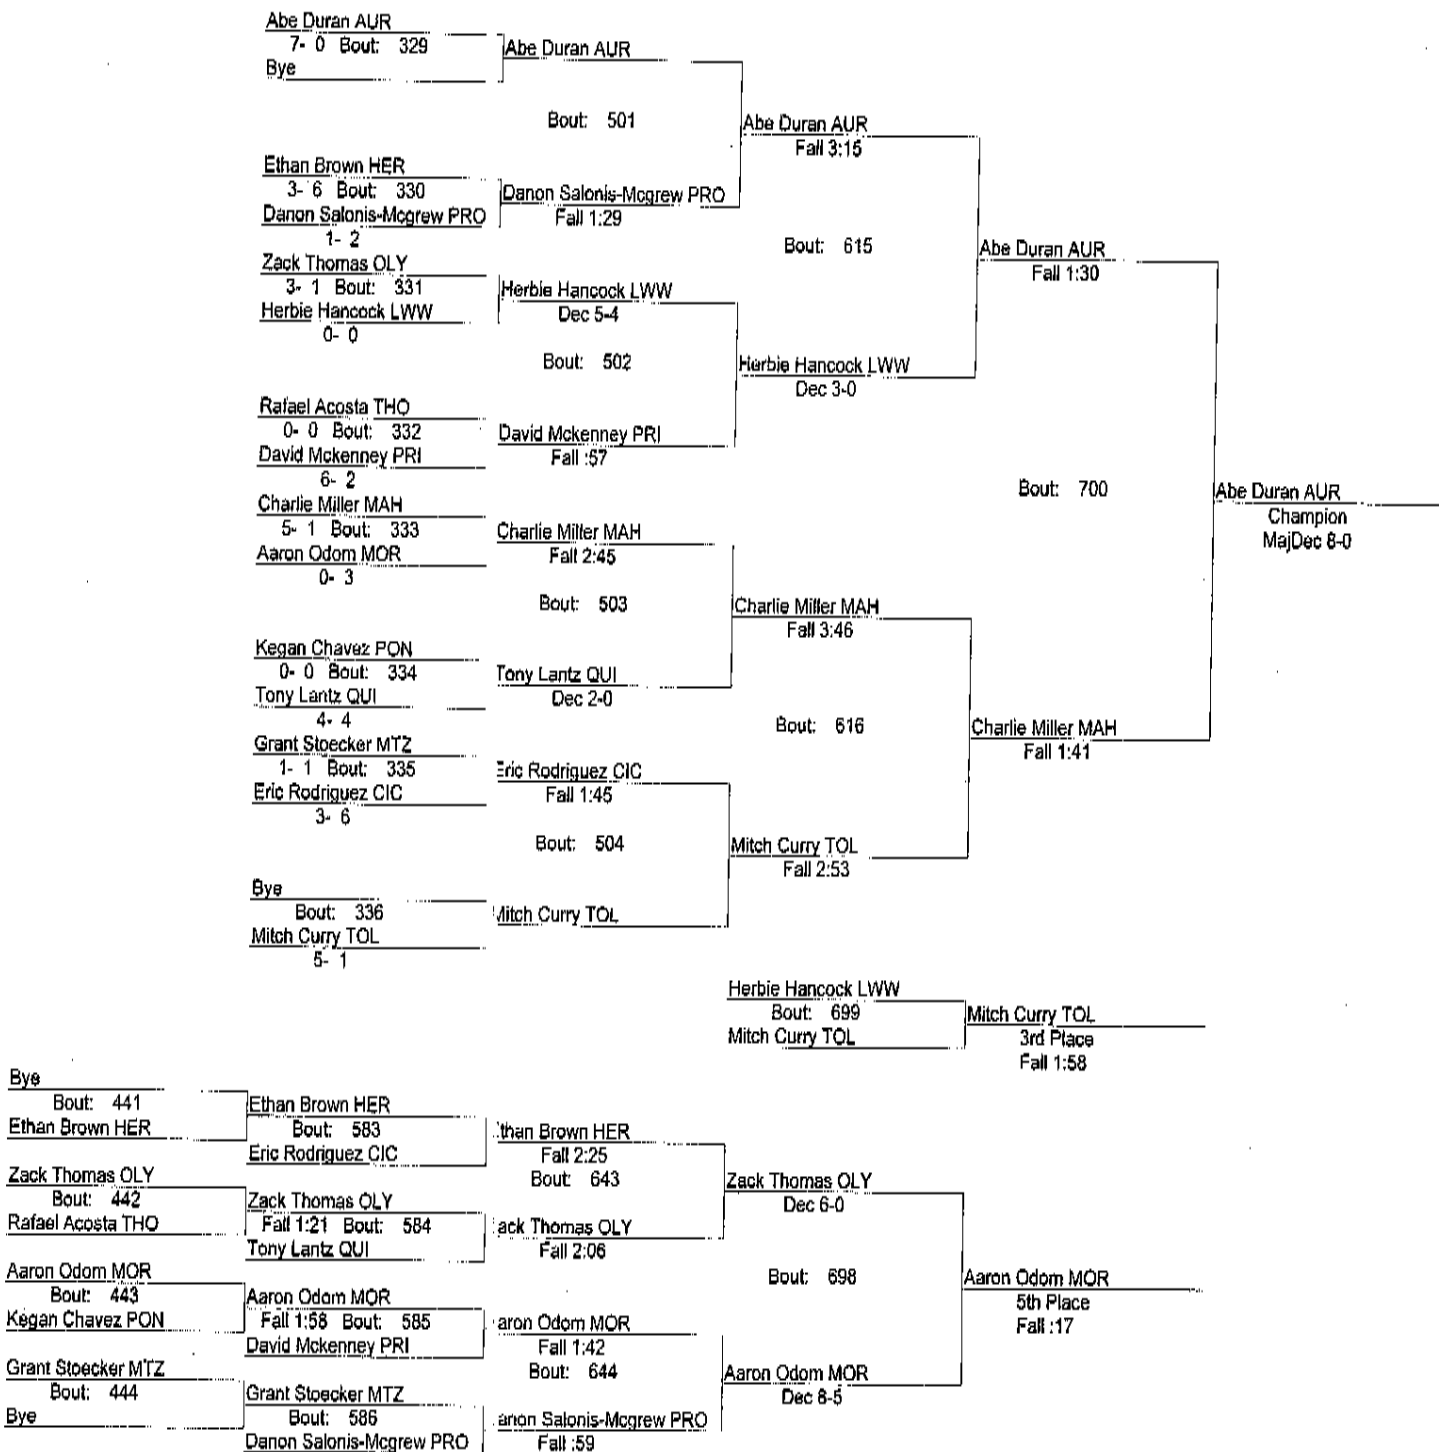 Abe Duran AUR
7- 0 Bout: 329
Bye
Abe Duran AUR
Bout: 501
Abe Duran AUR
Fall 3:15
Ethan Brown HER
3- 6 Bout: 330
Danon Salonis-Mcgrew PRO
1- 2
Danon Salonis-Mcgrew PRO
Fall 1:29
Bout: 615
Abe Duran AUR
Fall 1:30
Zack Thomas OLY
3- 1 Bout: 331
Herbie Hancock LWW
0- 0
Herbie Hancock LWW
Dec 5-4
Bout: 502
Herbie Hancock LWW
Dec 3-0
Rafael Acosta THO
0- 0 Bout: 332
David Mckenney PRI
6- 2
David Mckenney PRI
Fall :57
Bout: 700
Abe Duran AUR
Champion
MajDec 8-0
Charlie Miller MAH
5- 1 Bout: 333
Aaron Odom MOR
0- 3
Charlie Miller MAH
Fall 2:45
Bout: 503
Charlie Miller MAH
Fall 3:46
Kegan Chavez PON
0- 0 Bout: 334
Tony Lantz QUI
4- 4
Tony Lantz QUI
Dec 2-0
Bout: 616
Charlie Miller MAH
Fall 1:41
Grant Stoecker MTZ
1- 1 Bout: 335
Eric Rodriguez CIC
3- 6
Eric Rodriguez CIC
Fall 1:45
Bout: 504
Mitch Curry TOL
Fall 2:53
Bye
Bout: 336
Mitch Curry TOL
5- 1
Mitch Curry TOL
Herbie Hancock LWW
Bout: 699
Mitch Curry TOL
Mitch Curry TOL
3rd Place
Fall 1:58
Bye
Bout: 441
Ethan Brown HER
Ethan Brown HER
Bout: 583
Eric Rodriguez CIC
than Brown HER
Fall 2:25
Bout: 643
Zack Thomas OLY
Dec 6-0
Zack Thomas OLY
Bout: 442
Rafael Acosta THO
Zack Thomas OLY
Fall 1:21 Bout: 584
Tony Lantz QUI
ack Thomas OLY
Fall 2:06
Bout: 698
Aaron Odom MOR
5th Place
Fall :17
Aaron Odom MOR
Bout: 443
Kegan Chavez PON
Aaron Odom MOR
Fall 1:58 Bout: 585
David Mckenney PRI
aron Odom MOR
Fall 1:42
Bout: 644
Aaron Odom MOR
Dec 8-5
Grant Stoecker MTZ
Bout: 444
Bye
Grant Stoecker MTZ
Bout: 586
Danon Salonis-Mcgrew PRO
anon Salonis-Mcgrew PRO
Fall :59